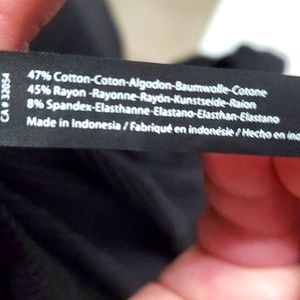 CA # 32054
47% Cotton-Coton-Algodon-Baumwolle-Cotone
45% Rayon -Rayonne-Rayón-Kunstseide-Raion
8% Spandex-Elasthanne-Elastano-Elasthan-Elastano
Made in Indonesia / Fabriqué en indonésie / Hecho en in